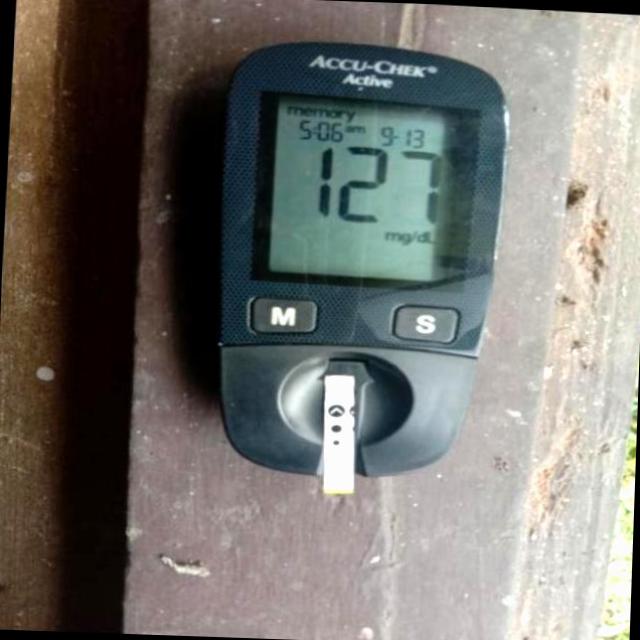 ACCU-CHEK®
Active
memory
5:06 am 9-13
127
mg/dL
M S